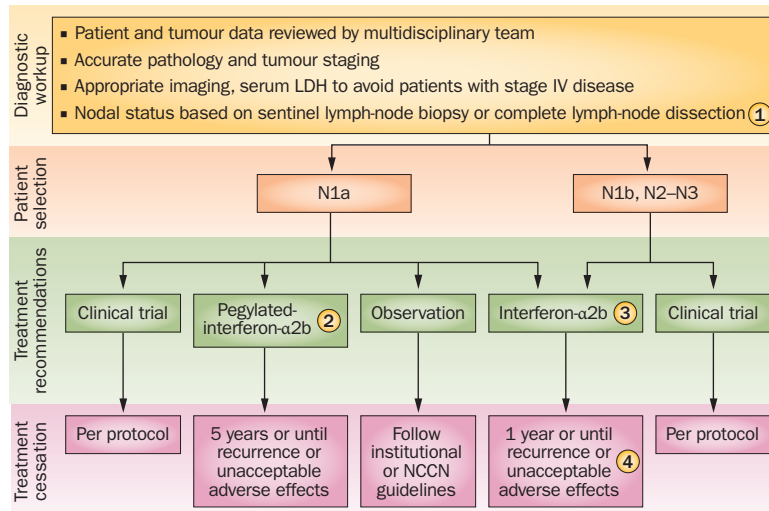 Diagnostic
workup
▪ Patient and tumour data reviewed by multidisciplinary team
▪ Accurate pathology and tumour staging
▪ Appropriate imaging, serum LDH to avoid patients with stage IV disease
▪ Nodal status based on sentinel lymph-node biopsy or complete lymph-node dissection 1
Patient
selection
N1a
N1b, N2–N3
Treatment
recommendations
Clinical trial
Pegylated-
interferon-α2b 2
Observation
Interferon-α2b 3
Clinical trial
Treatment
cessation
Per protocol
5 years or until
recurrence or
unacceptable
adverse effects
Follow
institutional
or NCCN
guidelines
1 year or until
recurrence or
unacceptable
adverse effects
4
Per protocol